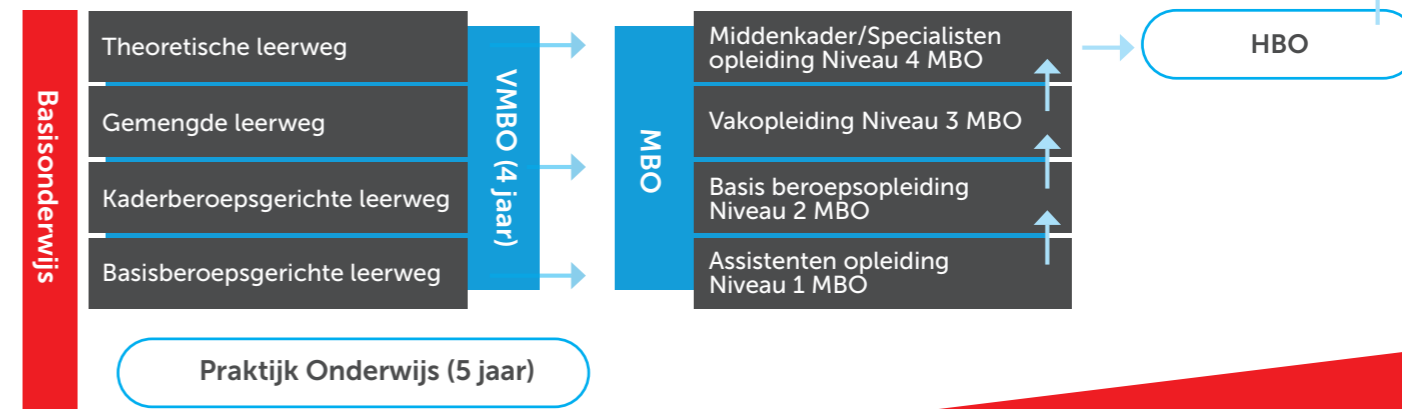 Basisonderwijs
Theoretische leerweg
Gemengde leerweg
Kaderberoepsgerichte leerweg
Basisberoepsgerichte leerweg
VMBO (4 jaar)
MBO
Middenkader/Specialisten
opleiding Niveau 4 MBO
Vakopleiding Niveau 3 MBO
Basis beroepsopleiding
Niveau 2 MBO
Assistenten opleiding
Niveau 1 MBO
HBO
Praktijk Onderwijs (5 jaar)